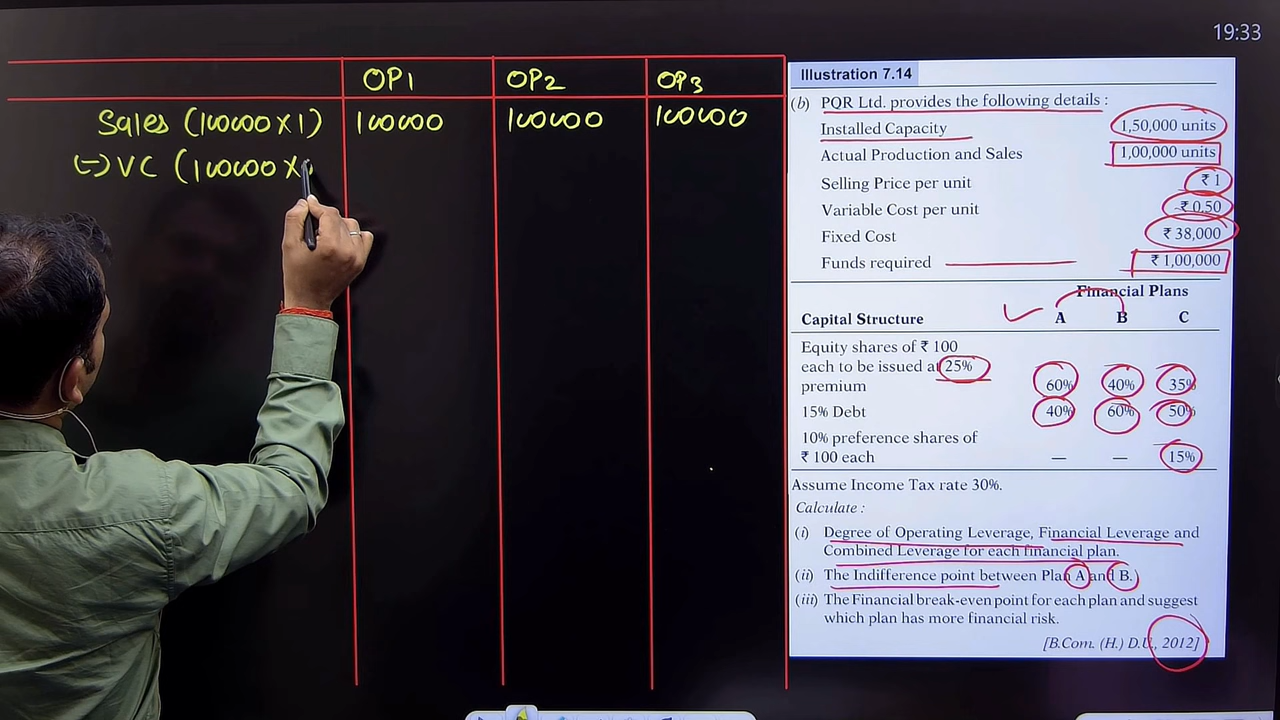 19:33
OP1 OP2 OP3
Sales (100000×1) 100000 100000 100000
(-) VC (100000×0
Illustration 7.14
(b) PQR Ltd. provides the following details :
Installed Capacity 1,50,000 units
Actual Production and Sales 1,00,000 units
Selling Price per unit ₹ 1
Variable Cost per unit ₹ 0.50
Fixed Cost ₹ 38,000
Funds required ₹ 1,00,000
Financial Plans
Capital Structure A B C
Equity shares of ₹ 100
each to be issued at 25%
premium 60% 40% 35%
15% Debt 40% 60% 50%
10% preference shares of
₹ 100 each — — 15%
Assume Income Tax rate 30%.
Calculate :
(i) Degree of Operating Leverage, Financial Leverage and
Combined Leverage for each financial plan.
(ii) The Indifference point between Plan A and B.
(iii) The Financial break-even point for each plan and suggest
which plan has more financial risk.
[B.Com. (H.) D.U., 2012]